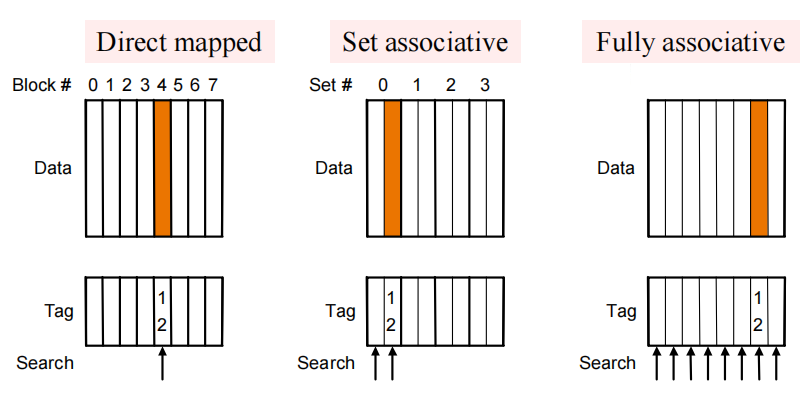 Direct mapped
Set associative
Fully associative
Block # 0 1 2 3 4 5 6 7
Set # 0 1 2 3
Data
Data
Data
Tag
1
2
Tag
1
2
Tag
1
2
Search
Search
Search